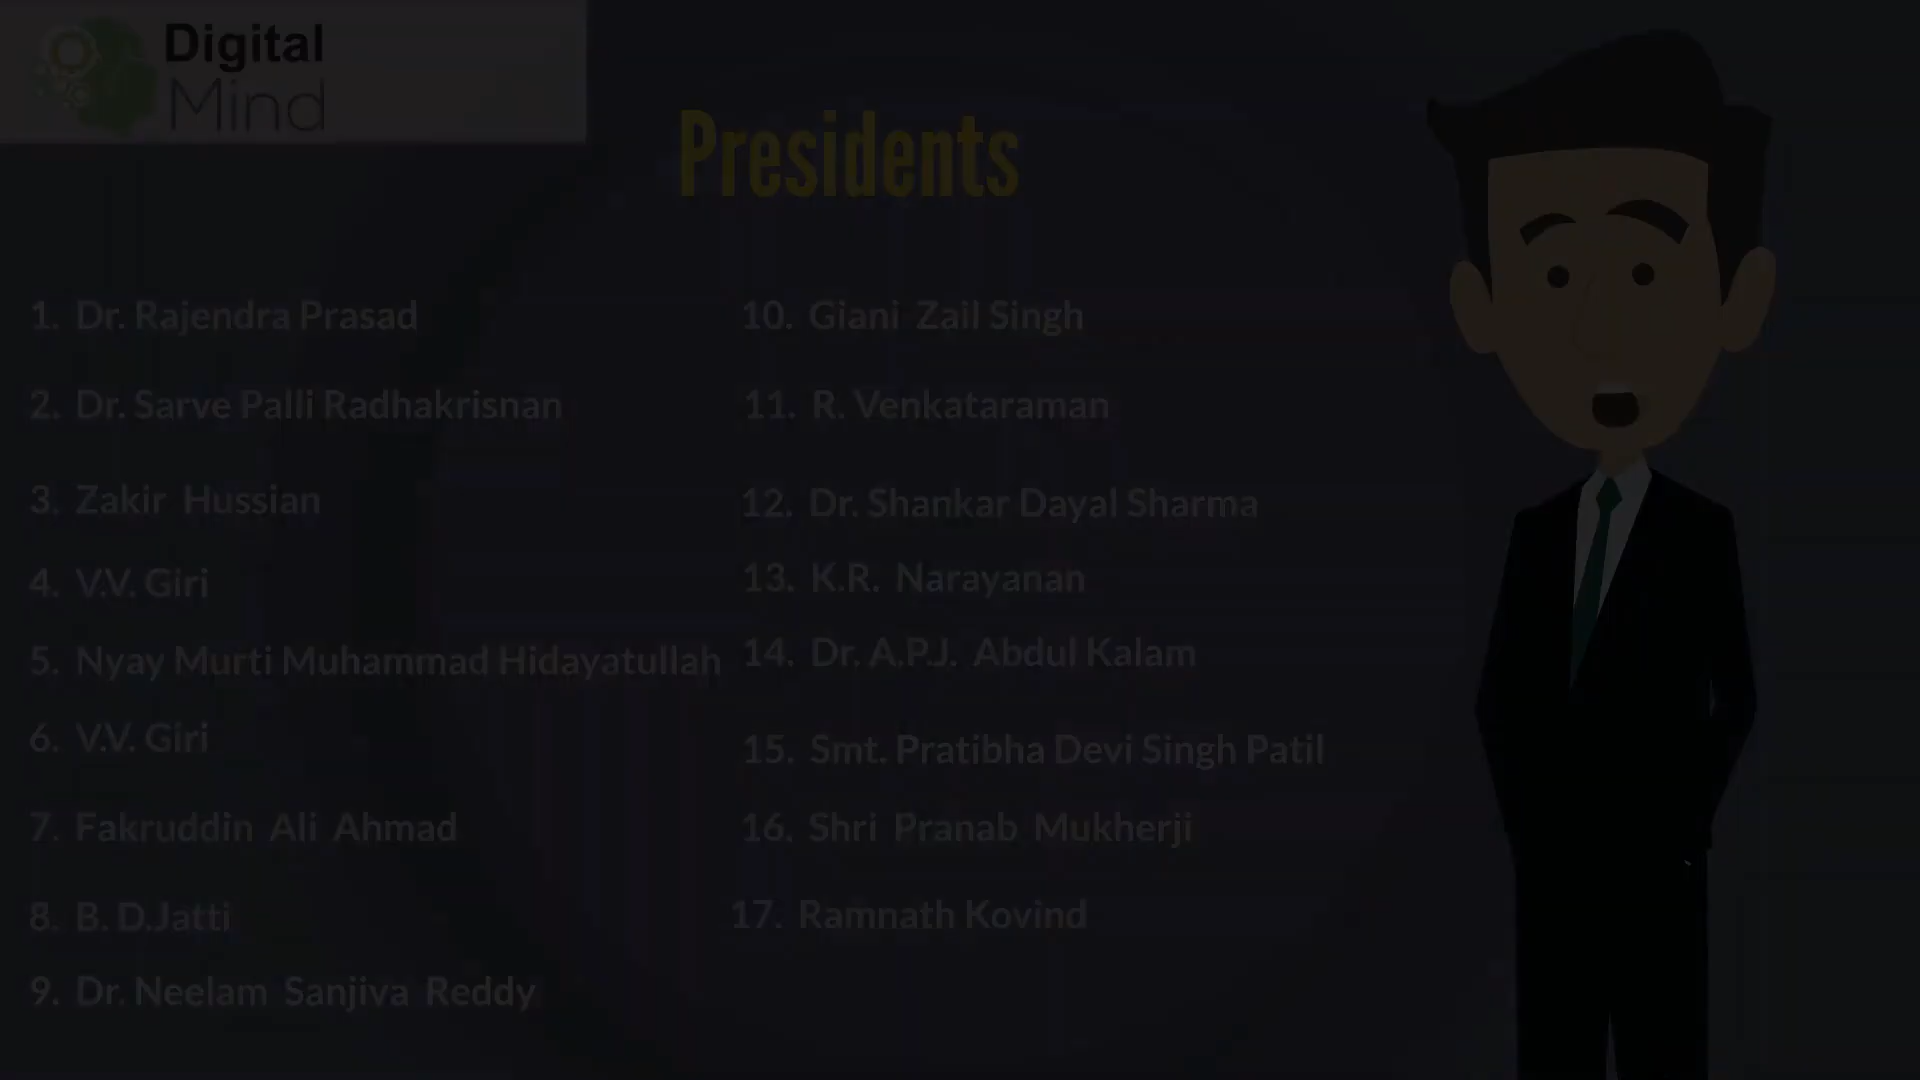 Digital
Mind
Presidents
1. Dr. Rajendra Prasad
2. Dr. Sarve Palli Radhakrisnan
3. Zakir Hussian
4. V.V. Giri
5. Nyay Murti Muhammad Hidayatullah
6. V.V. Giri
7. Fakruddin Ali Ahmad
8. B. D.Jatti
9. Dr. Neelam Sanjiva Reddy
10. Giani Zail Singh
11. R. Venkataraman
12. Dr. Shankar Dayal Sharma
13. K.R. Narayanan
14. Dr. A.P.J. Abdul Kalam
15. Smt. Pratibha Devi Singh Patil
16. Shri Pranab Mukherji
17. Ramnath Kovind